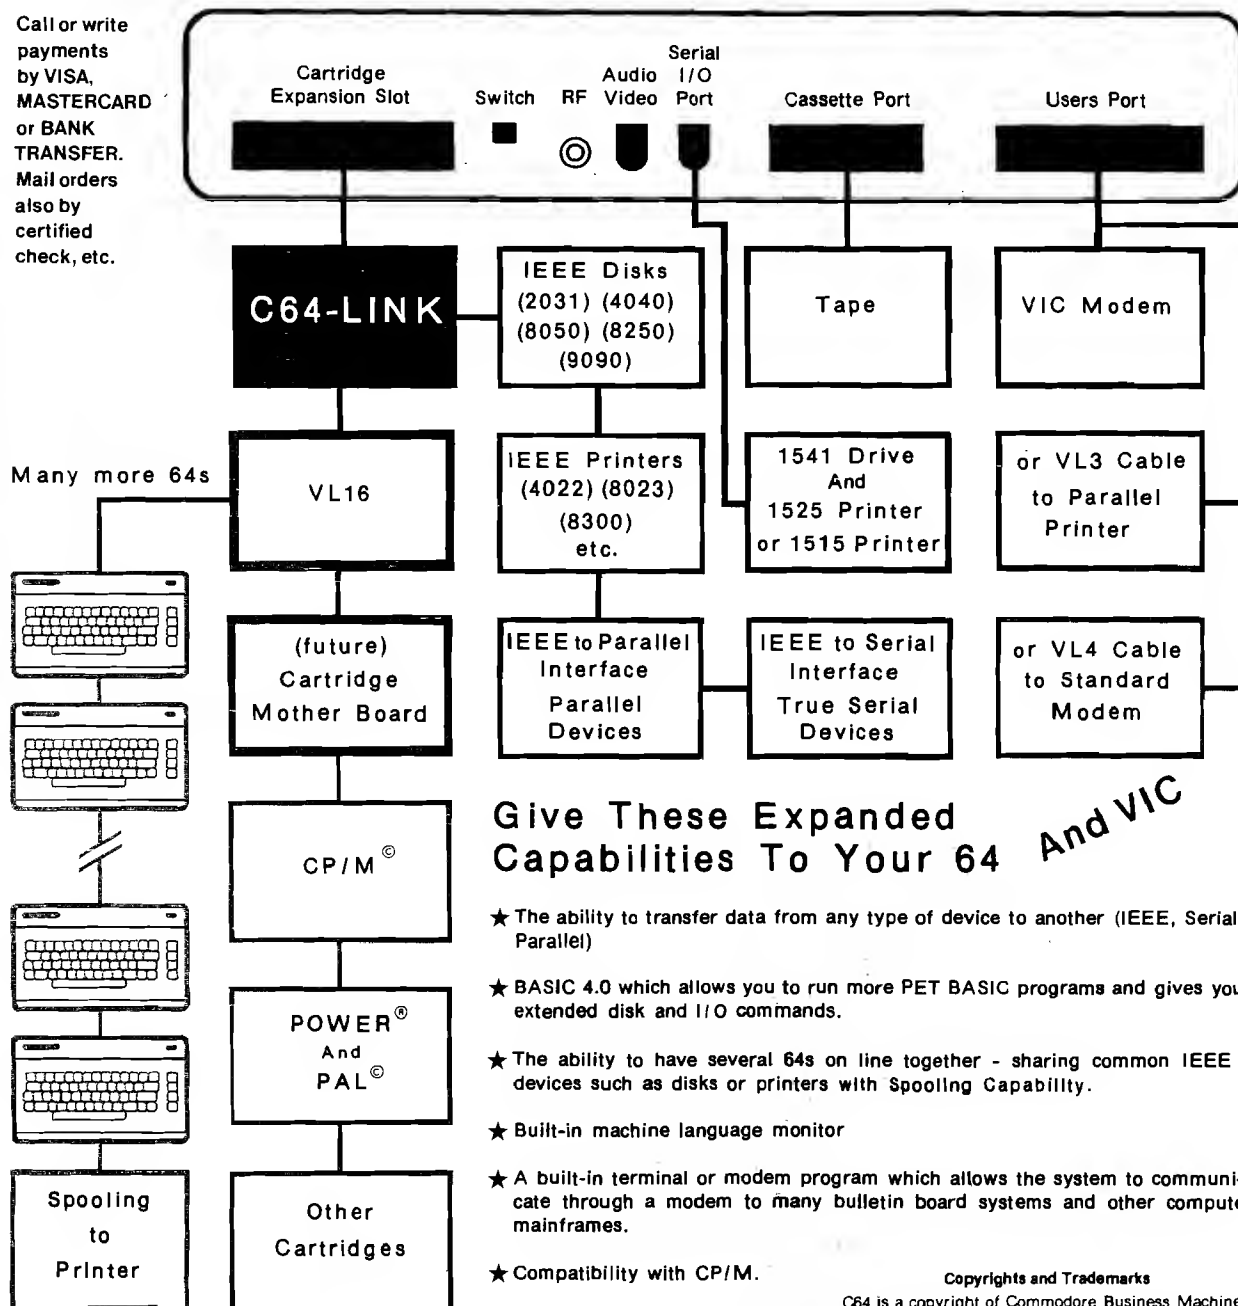 Call or write
payments
by VISA,
MASTERCARD
or BANK
TRANSFER.
Mail orders
also by
certified
check, etc.
Cartridge
Expansion Slot
Switch
RF
Audio
Video
Serial
I/O
Port
Cassette Port
Users Port
C64-LINK
IEEE Disks
(2031) (4040)
(8050) (8250)
(9090)
Tape
VIC Modem
Many more 64s
VL16
IEEE Printers
(4022) (8023)
(8300)
etc.
1541 Drive
And
1525 Printer
or 1515 Printer
or VL3 Cable
to Parallel
Printer
(future)
Cartridge
Mother Board
IEEE to Parallel
Interface
Parallel
Devices
IEEE to Serial
Interface
True Serial
Devices
or VL4 Cable
to Standard
Modem
CP/M ©
POWER ®
And
PAL ©
Other
Cartridges
Spooling
to
Printer
Give These Expanded
Capabilities To Your 64
And VIC
★ The ability to transfer data from any type of device to another (IEEE, Serial
Parallel)
★ BASIC 4.0 which allows you to run more PET BASIC programs and gives you
extended disk and I/O commands.
★ The ability to have several 64s on line together - sharing common IEEE
devices such as disks or printers with Spooling Capability.
★ Built-in machine language monitor
★ A built-in terminal or modem program which allows the system to communi-
cate through a modem to many bulletin board systems and other compute
mainframes.
★ Compatibility with CP/M.
Copyrights and Trademarks
C64 is a copyright of Commodore Business Machine